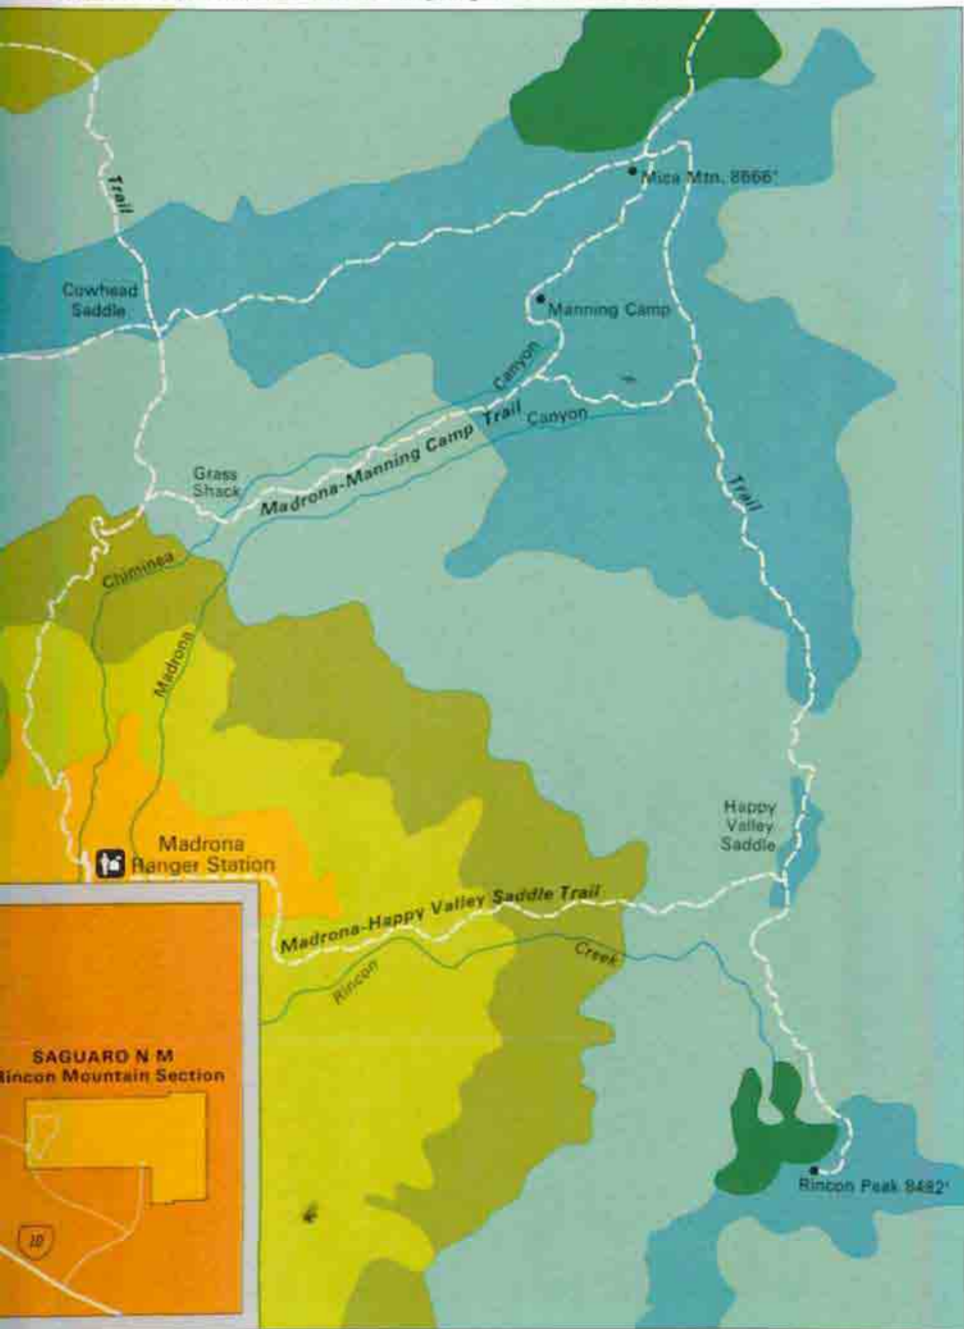 Trail
Mica Mtn. 8666'
Cowhead
Saddle
Manning Camp
Canyon
Canyon
Madrona-Manning Camp Trail
Grass
Shack
Trail
Chiminea
Madrona
Happy
Valley
Saddle
Madrona
Ranger Station
Madrona-Happy Valley Saddle Trail
Rincon
Creek
SAGUARO N M
Rincon Mountain Section
10
Rincon Peak 8482'